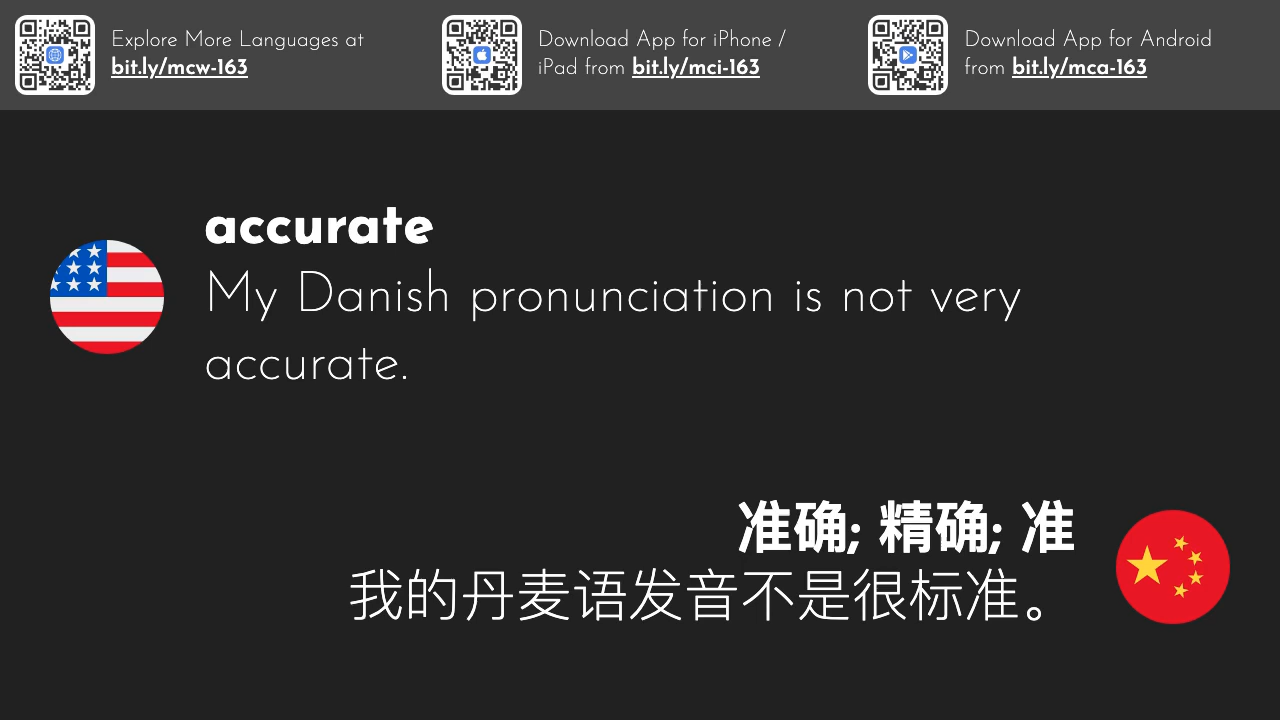 Explore More Languages at
bit.ly/mcw-163
Download App for iPhone /
iPad from bit.ly/mci-163
Download App for Android
from bit.ly/mca-163
accurate
My Danish pronunciation is not very
accurate.
准确; 精确; 准
我的丹麦语发音不是很标准。